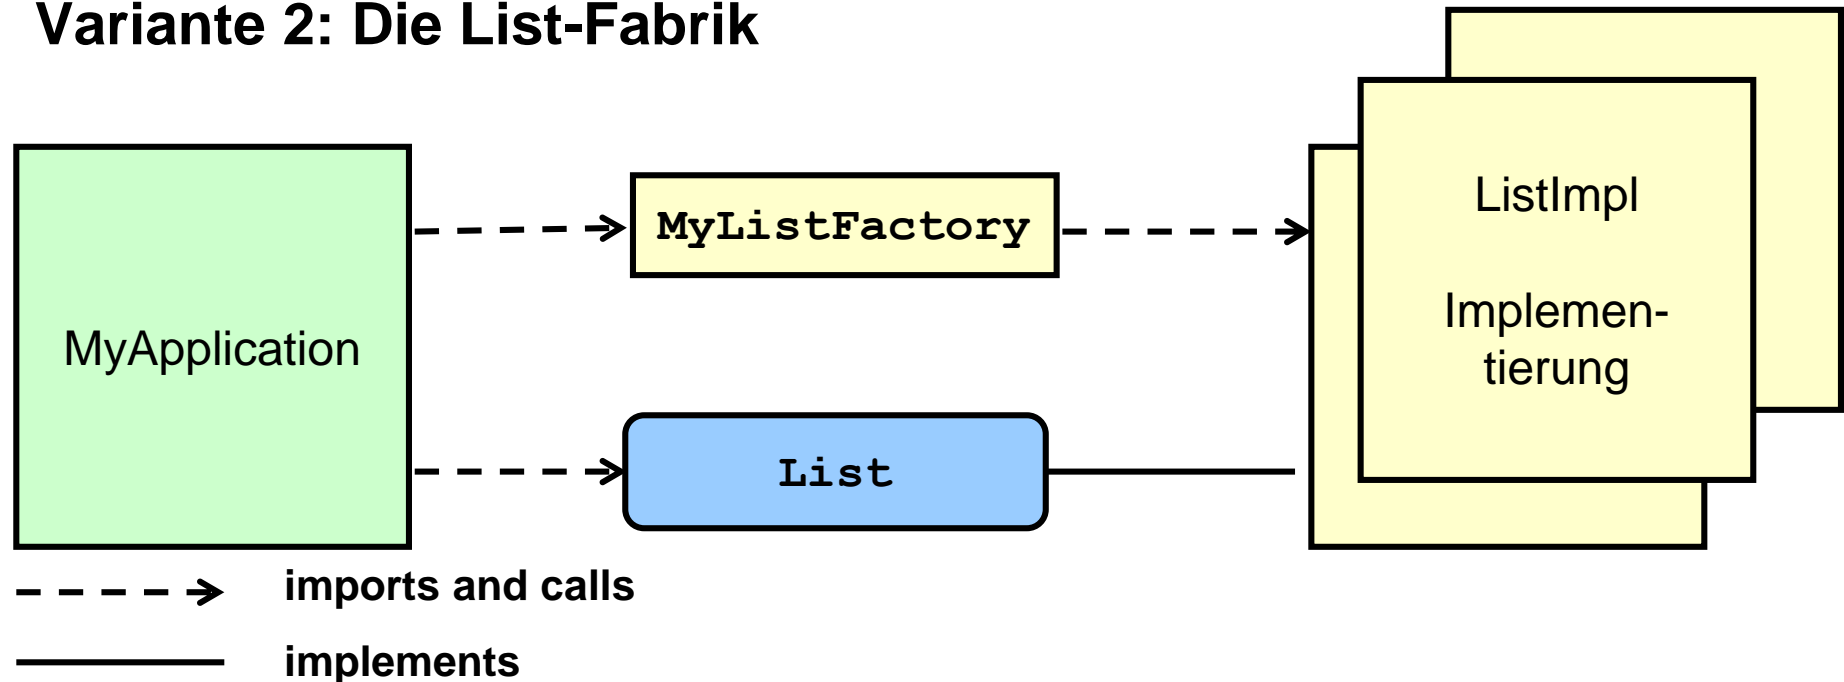 Variante 2: Die List-Fabrik
MyApplication
MyListFactory
List
ListImpl
Implemen-
tierung
imports and calls
implements